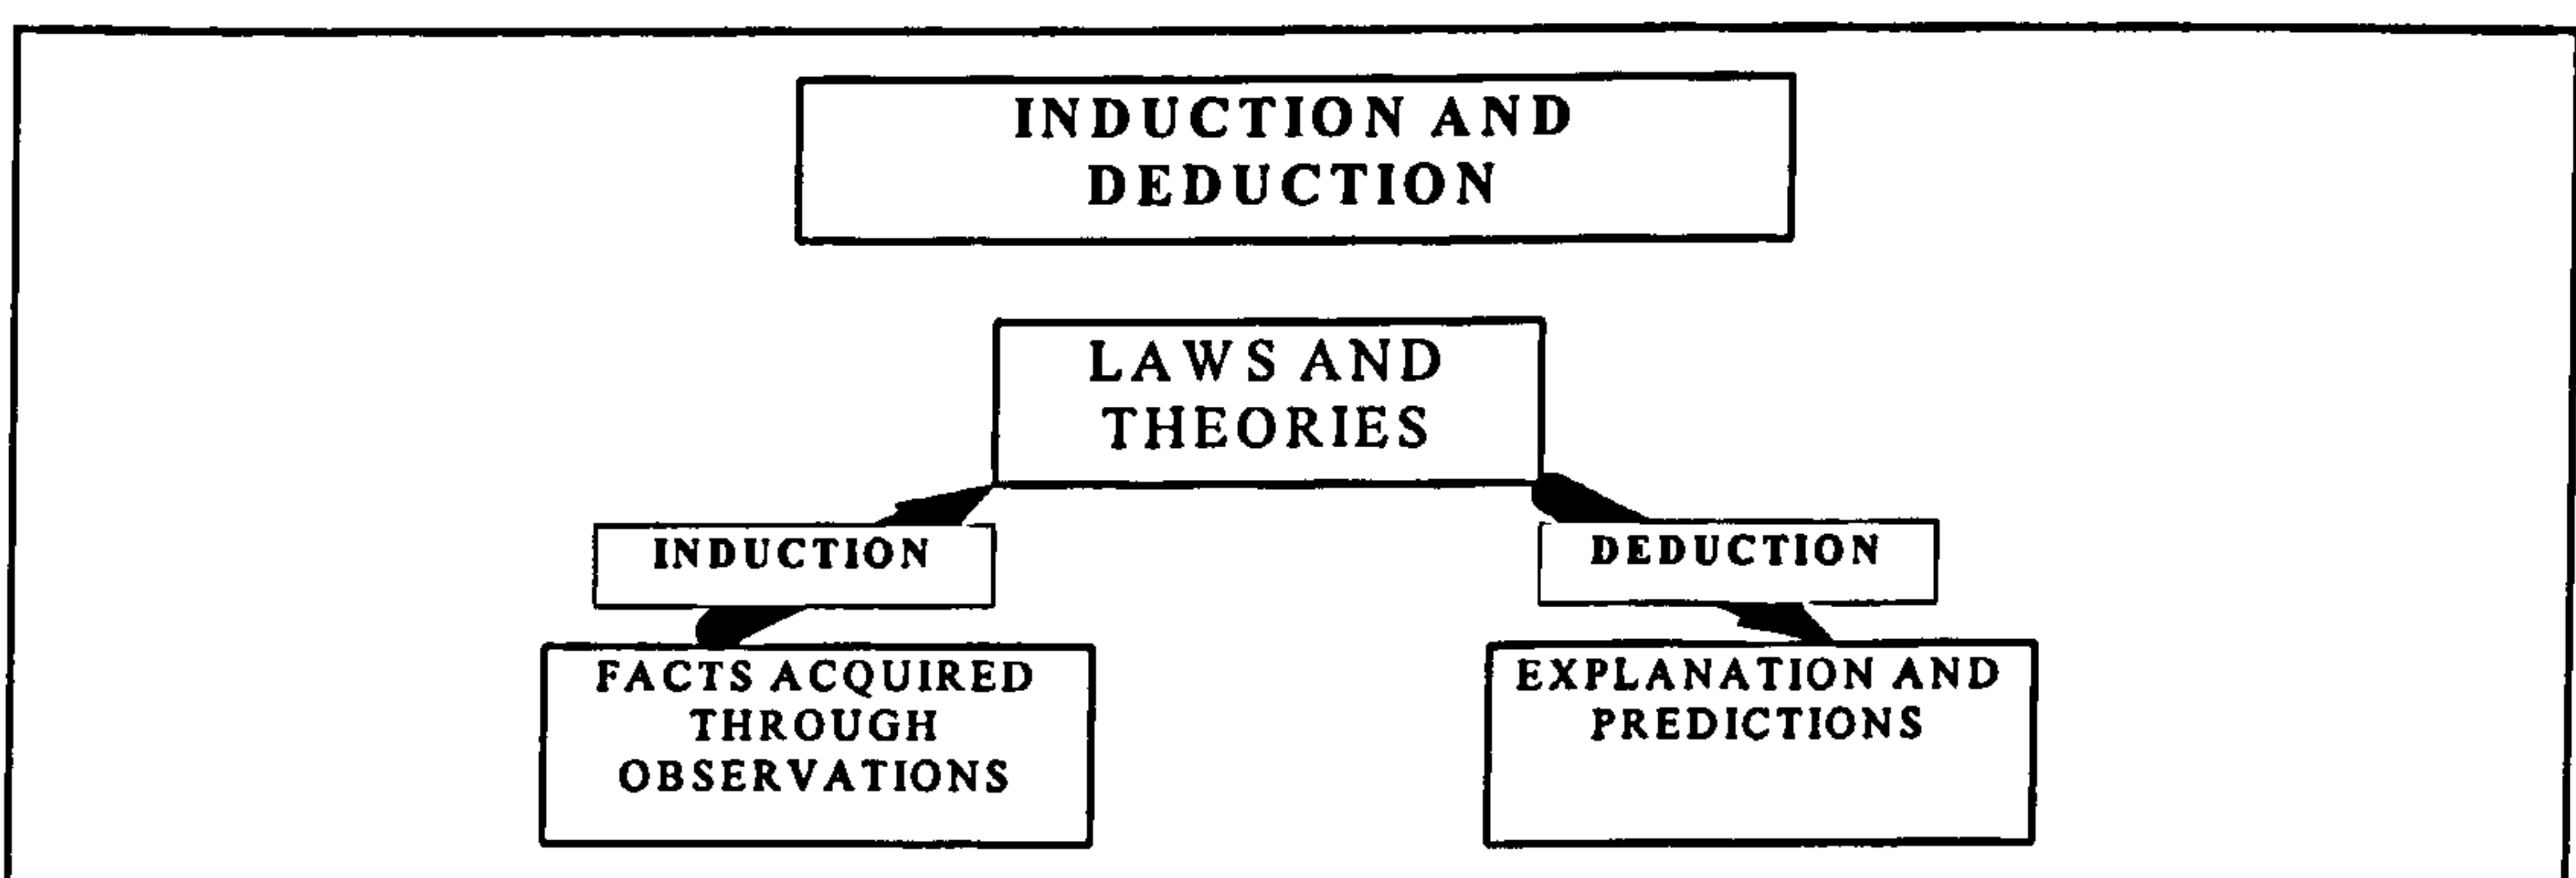 INDUCTION AND
DEDUCTION
LAWS AND
THEORIES
INDUCTION
DEDUCTION
FACTS ACQUIRED
THROUGH
OBSERVATIONS
EXPLANATION AND
PREDICTIONS